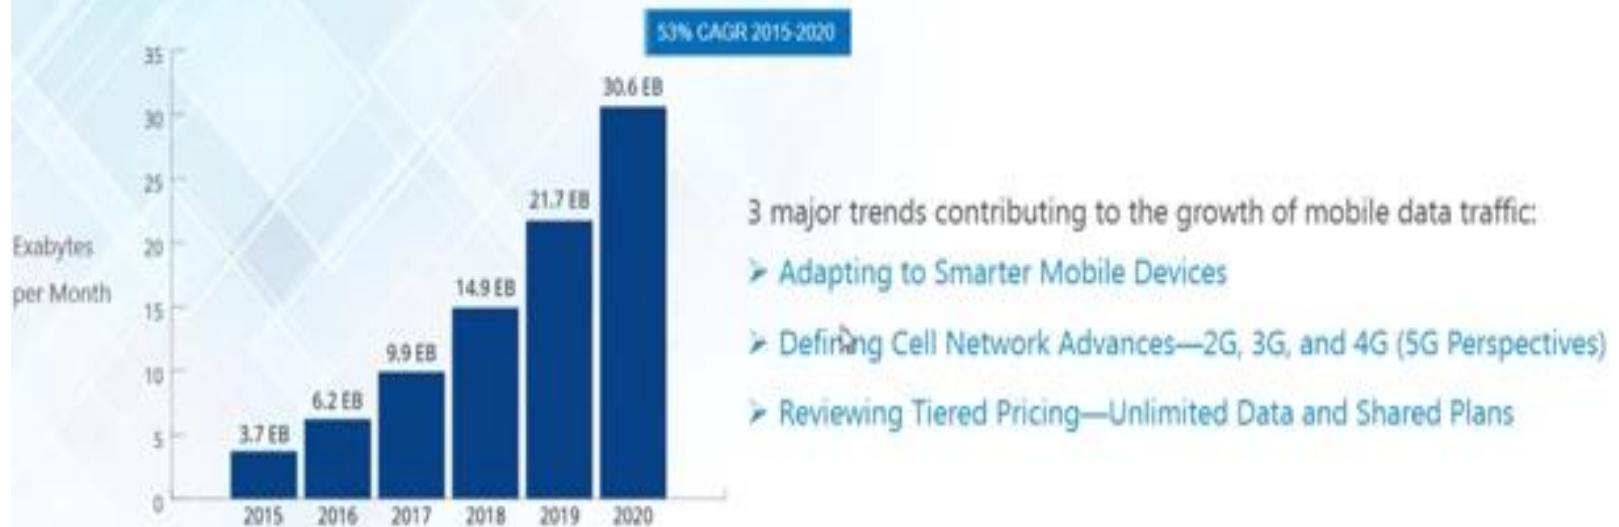 53% CAGR 2015-2020
35
30
25
20
15
10
5
0
Exabytes
per Month
3.7 EB
6.2 EB
9.9 EB
14.9 EB
21.7 EB
30.6 EB
2015 2016 2017 2018 2019 2020
3 major trends contributing to the growth of mobile data traffic:
➢ Adapting to Smarter Mobile Devices
➢ Defining Cell Network Advances—2G, 3G, and 4G (5G Perspectives)
➢ Reviewing Tiered Pricing—Unlimited Data and Shared Plans